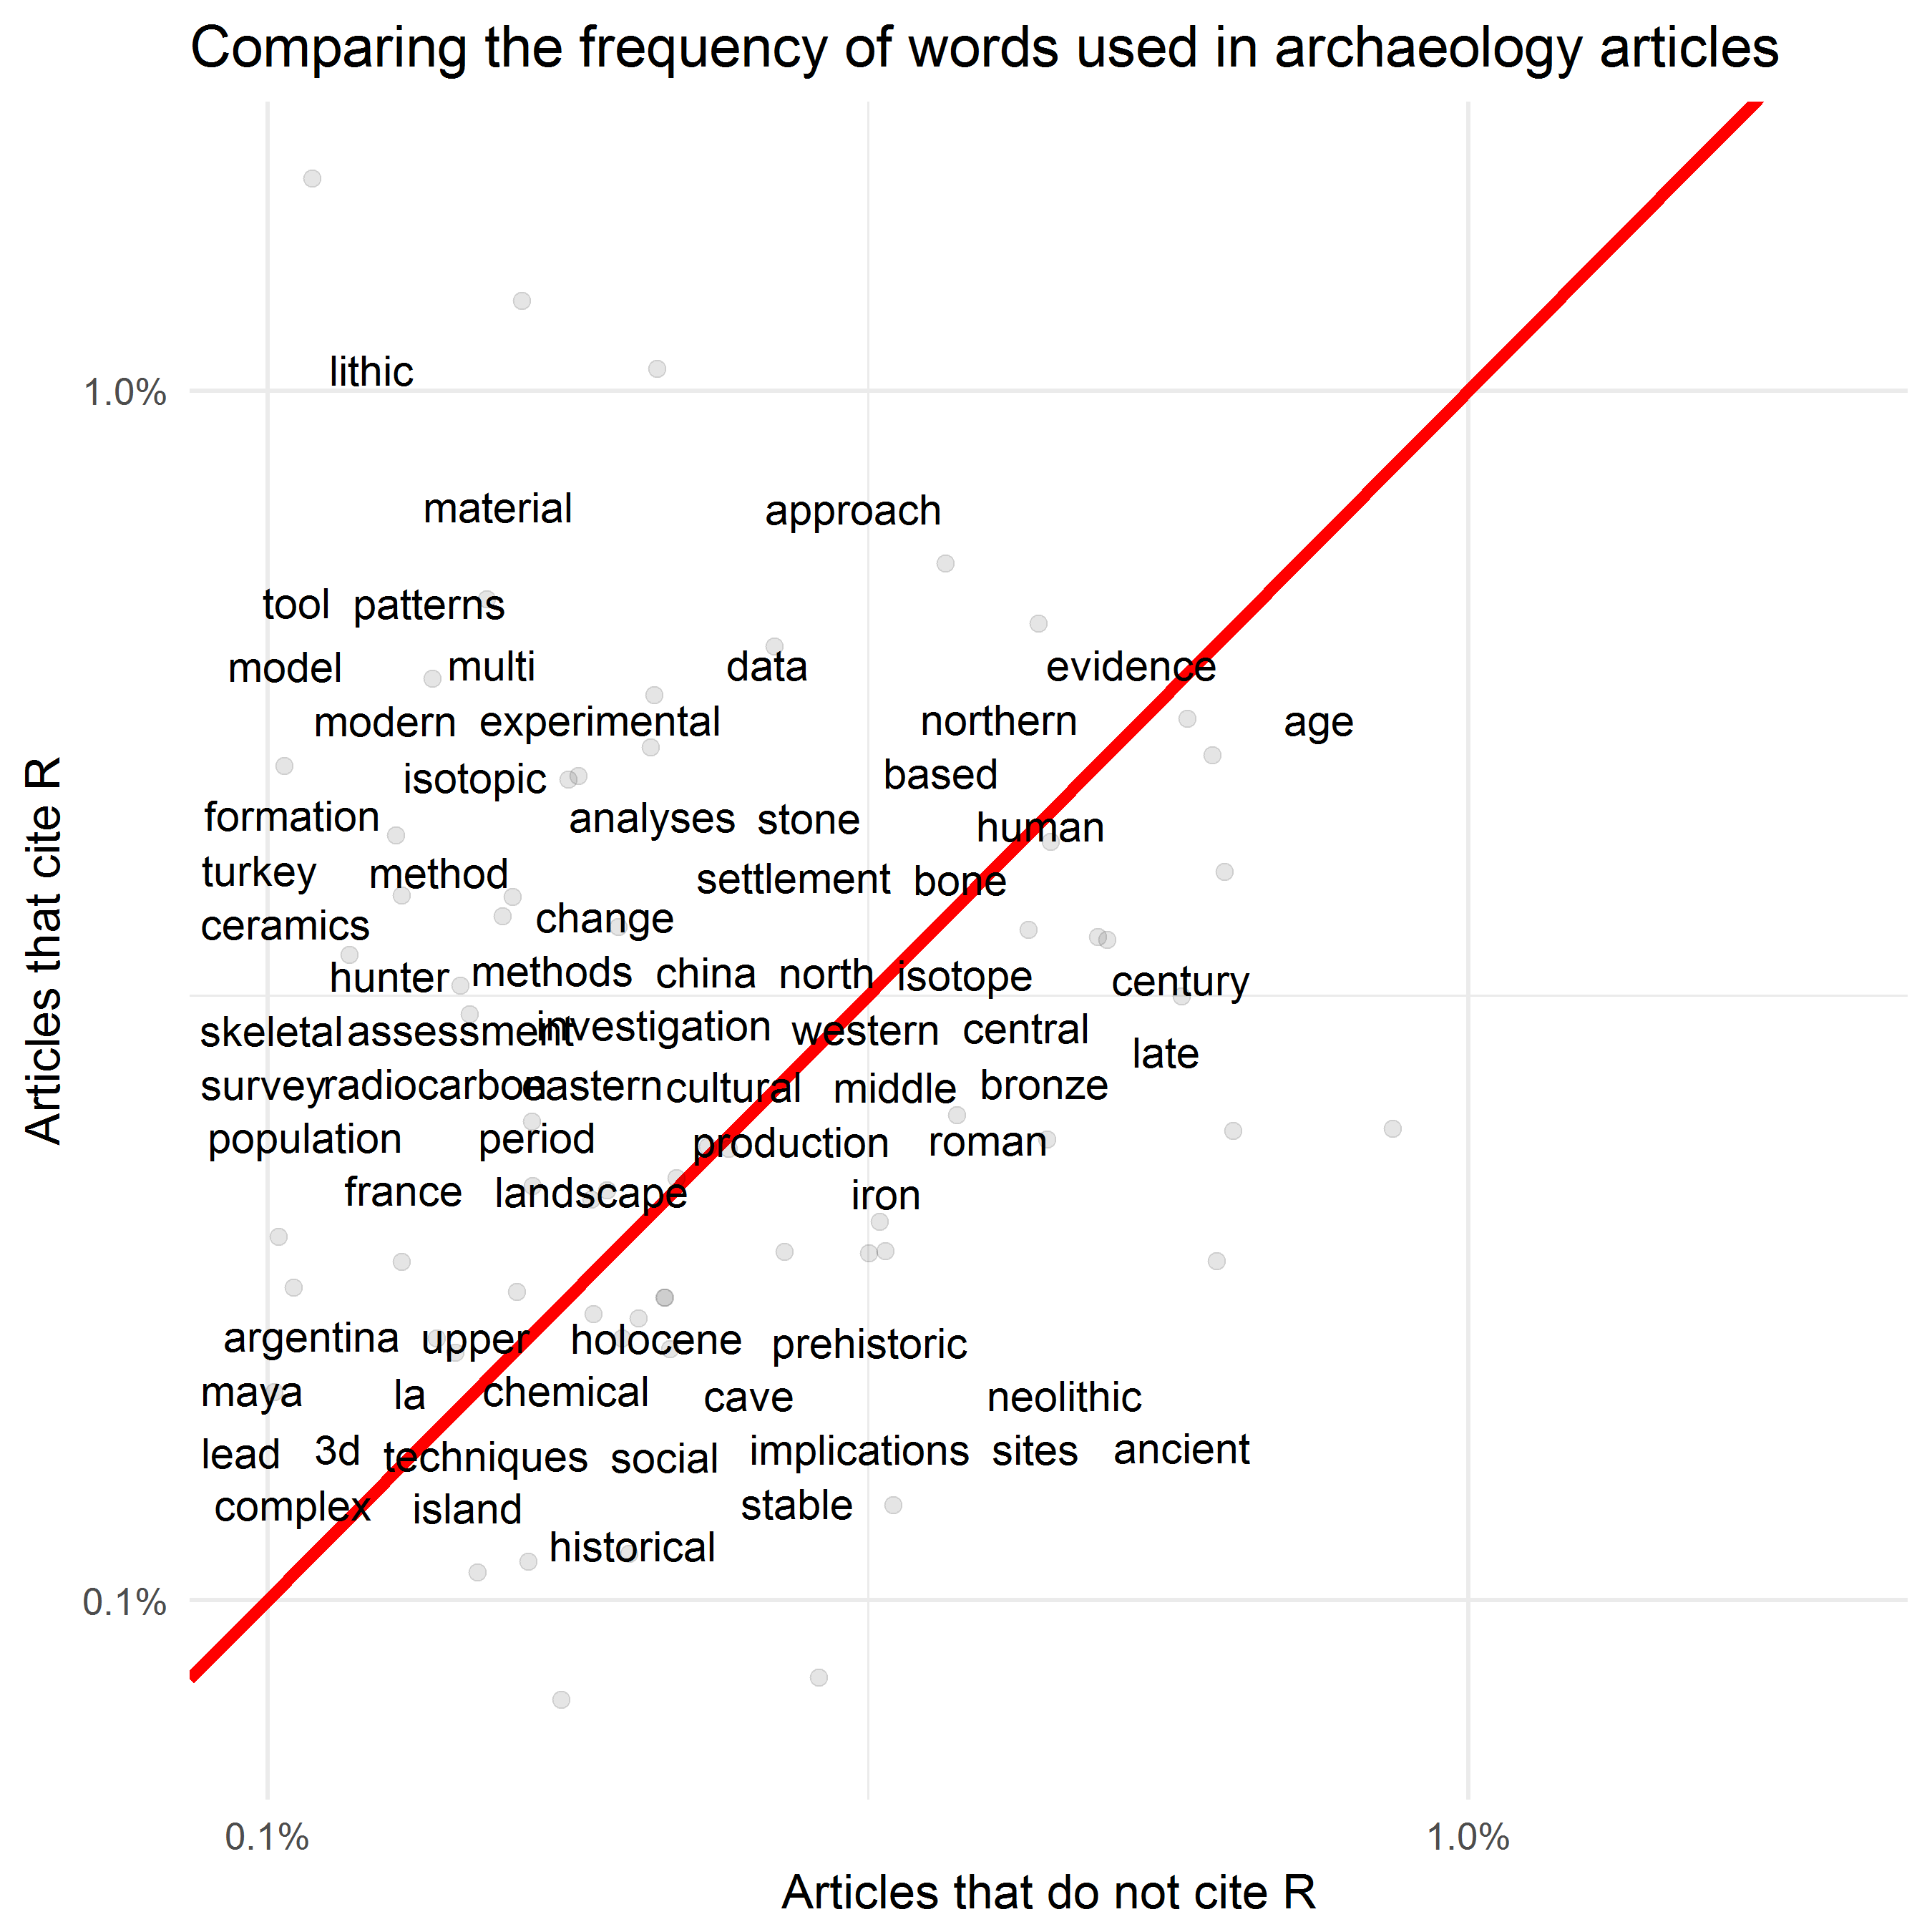 Comparing the frequency of words used in archaeology articles
lithic
1.0%
material approach
tool patterns
model multi data evidence
modern experimental northern age
isotopic based
formation analyses stone human
turkey method settlement bone
ceramics change
hunter methods china north isotope century
skeletal assessment investigation western central
late
survey radiocarbon eastern cultural middle bronze
population period production roman
france landscape iron
argentina upper holocene prehistoric
maya la chemical cave neolithic
lead 3d techniques social implications sites ancient
complex island stable
historical
0.1%
Articles that cite R
0.1% 1.0%
Articles that do not cite R